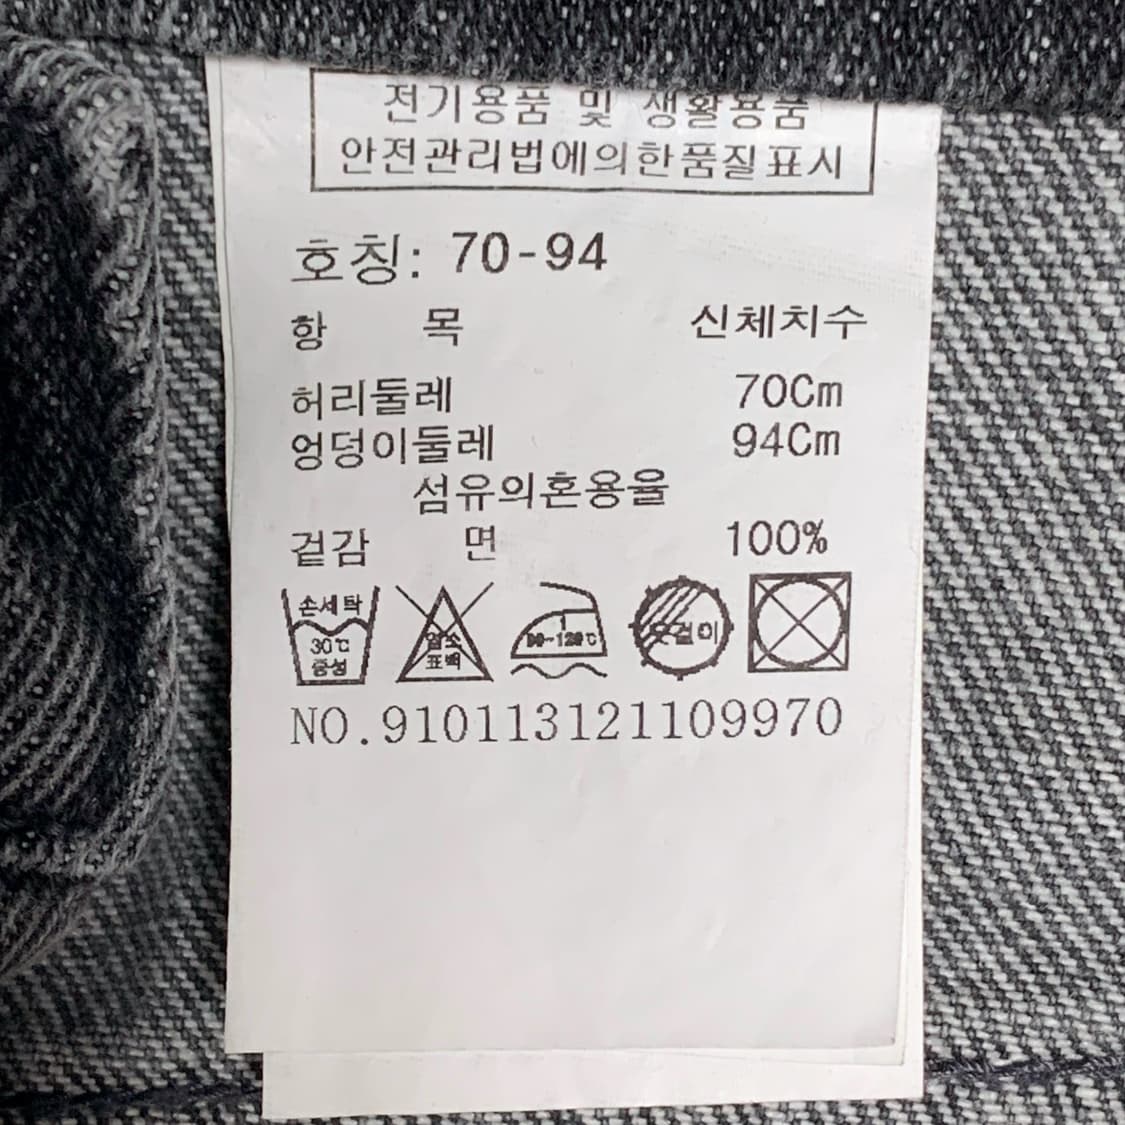 전기용품 및 생활용품
안전관리법에의한품질표시
호칭: 70-94
항 목 신체치수
허리둘레 70Cm
엉덩이둘레 94Cm
섬유의혼용율
겉감 면 100%
손세탁
30℃
중성
염소
표백
80~120℃
옷걸이
NO.910113121109970